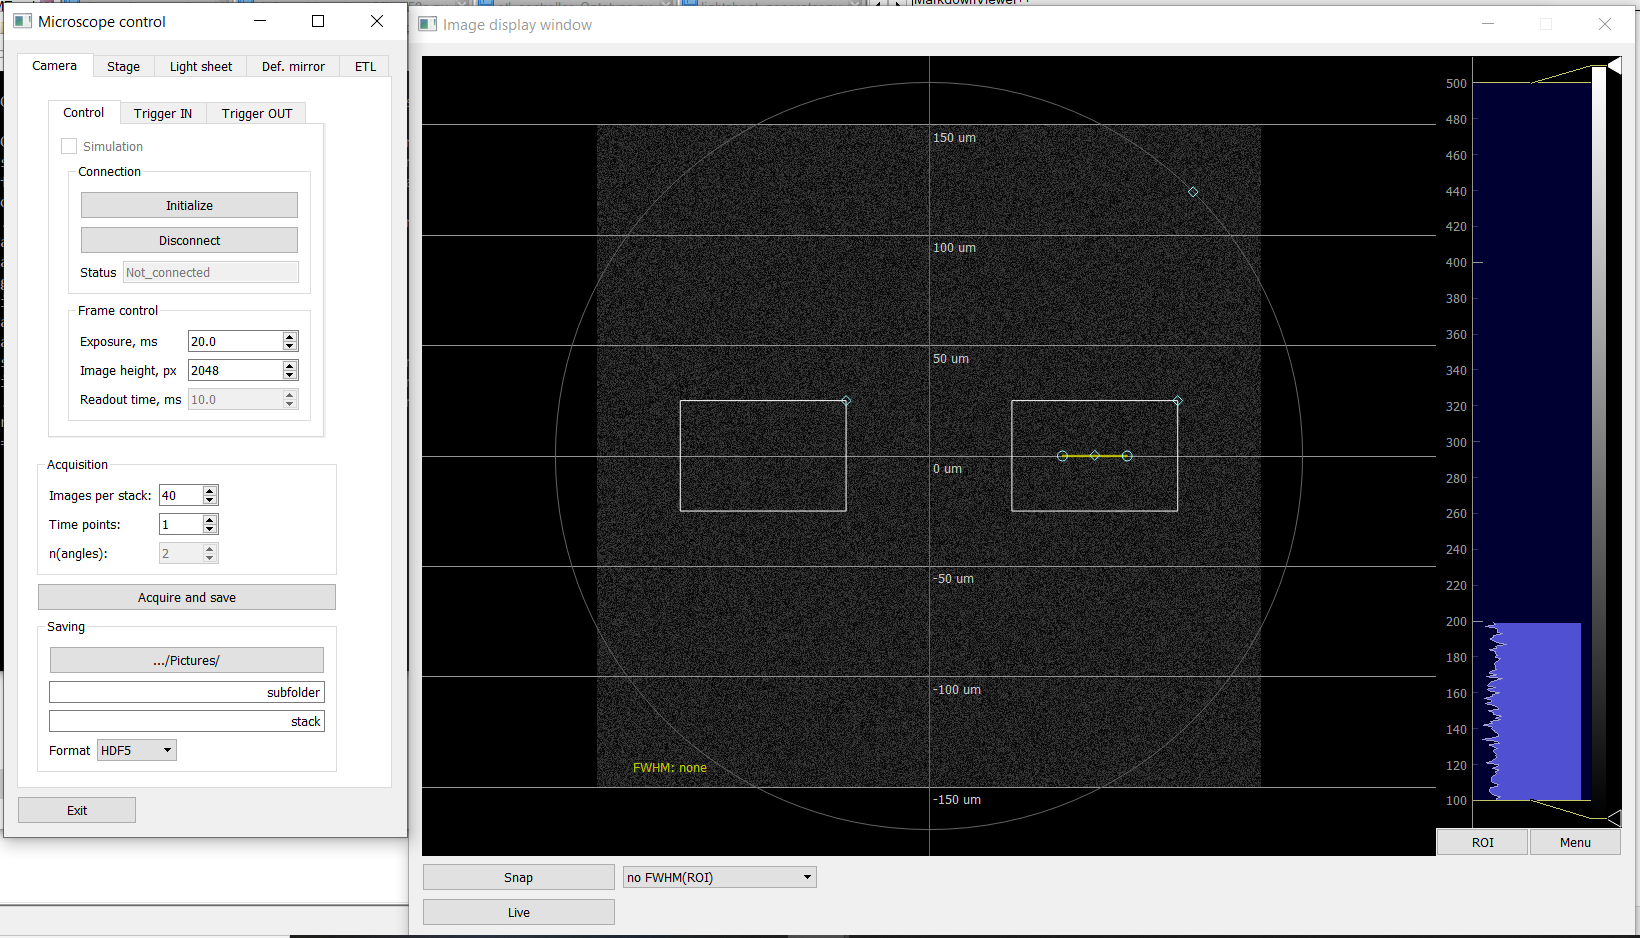 Microscope control
Camera
Stage
Light sheet
Def. mirror
ETL
Control
Trigger IN
Trigger OUT
Simulation
Connection
Initialize
Disconnect
Status Not_connected
Frame control
Exposure, ms 20.0
Image height, px 2048
Readout time, ms 10.0
Acquisition
Images per stack: 40
Time points: 1
n(angles): 2
Acquire and save
Saving
.../Pictures/
subfolder
stack
Format HDF5
Exit
Image display window
150 um
100 um
50 um
0 um
-50 um
-100 um
-150 um
FWHM: none
500
480
460
440
420
400
380
360
340
320
300
280
260
240
220
200
180
160
140
120
100
ROI
Menu
Snap
no FWHM(ROI)
Live